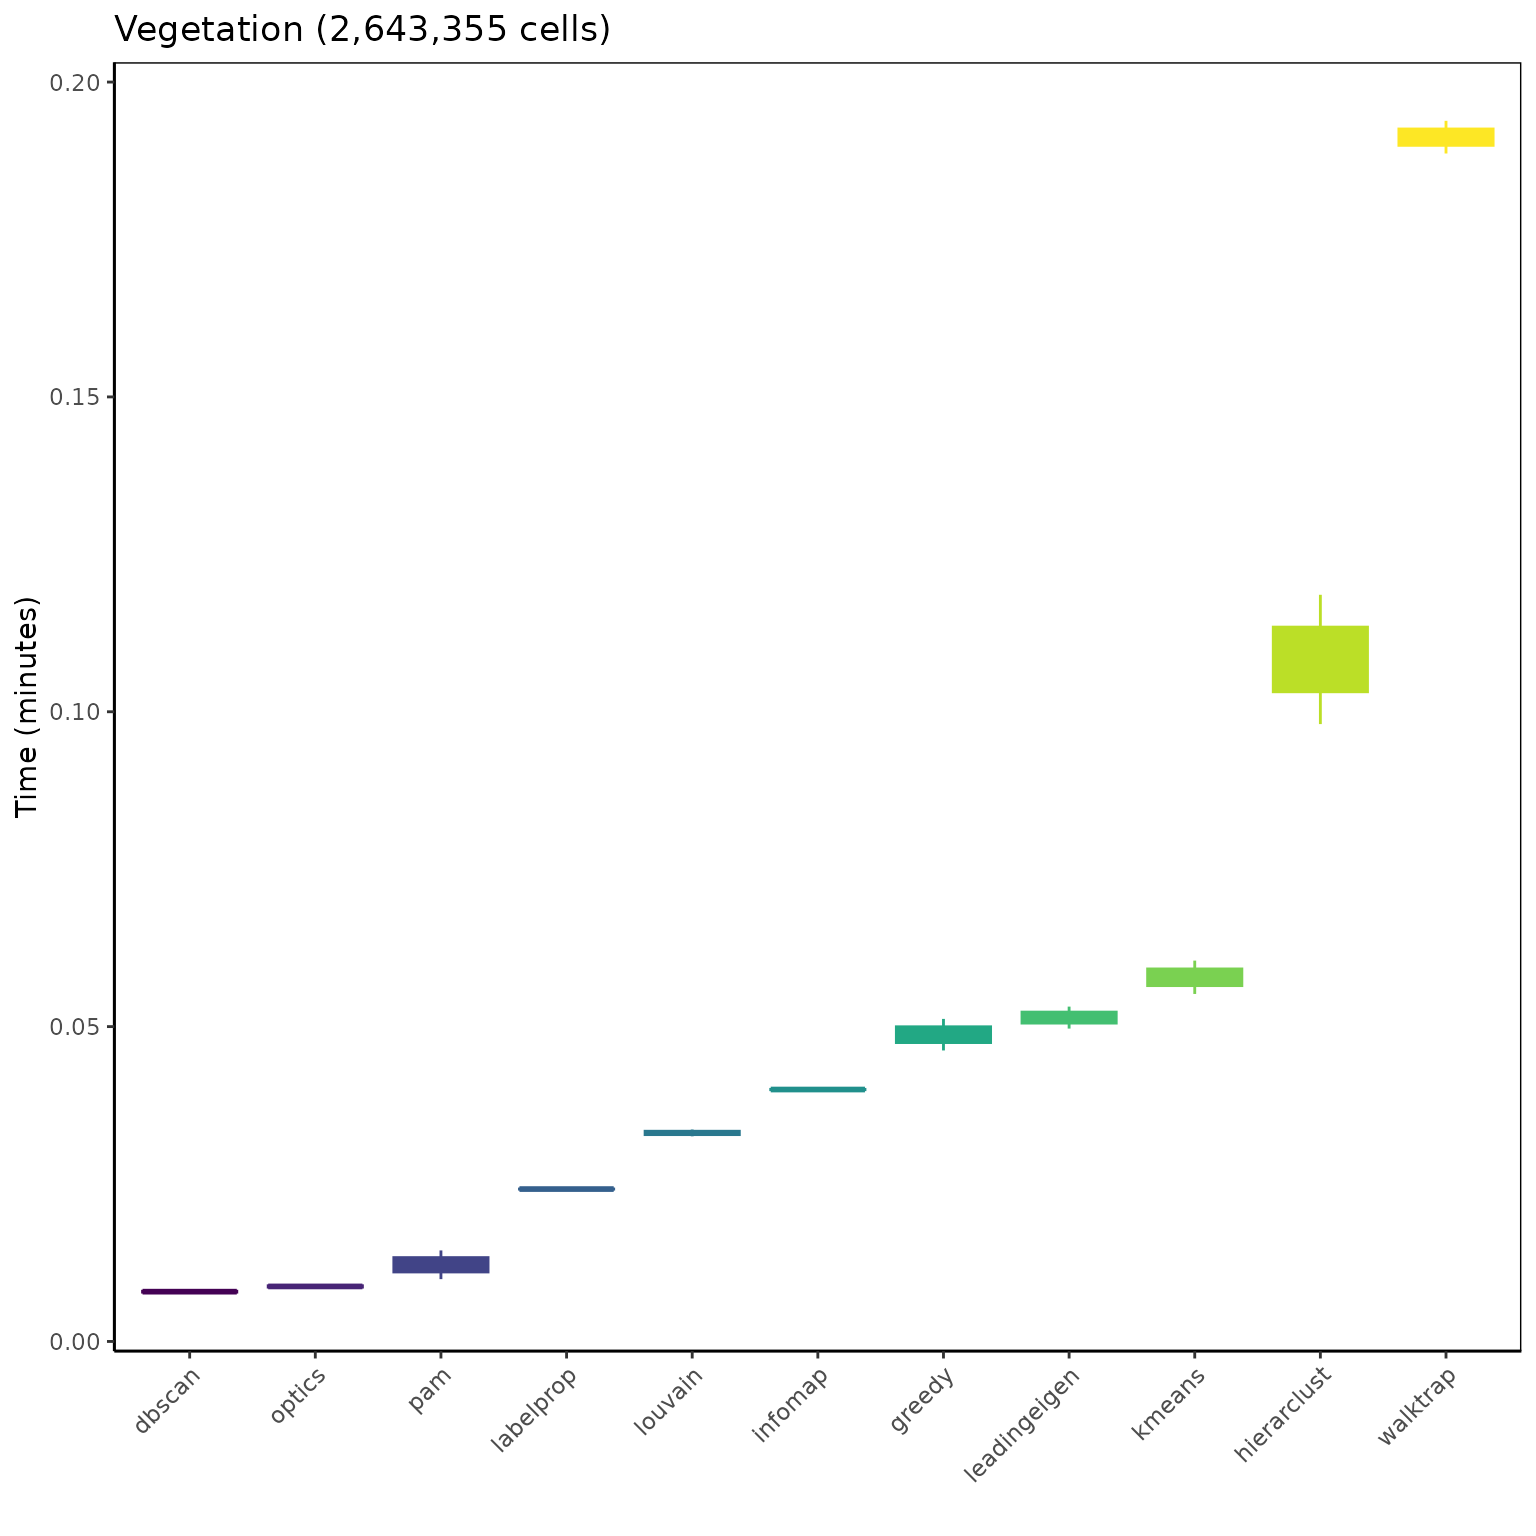 Vegetation (2,643,355 cells)
Time (minutes)
0.20
0.15
0.10
0.05
0.00
dbscan
optics
pam
labelprop
louvain
infomap
greedy
leadingeigen
kmeans
hierarclust
walktrap